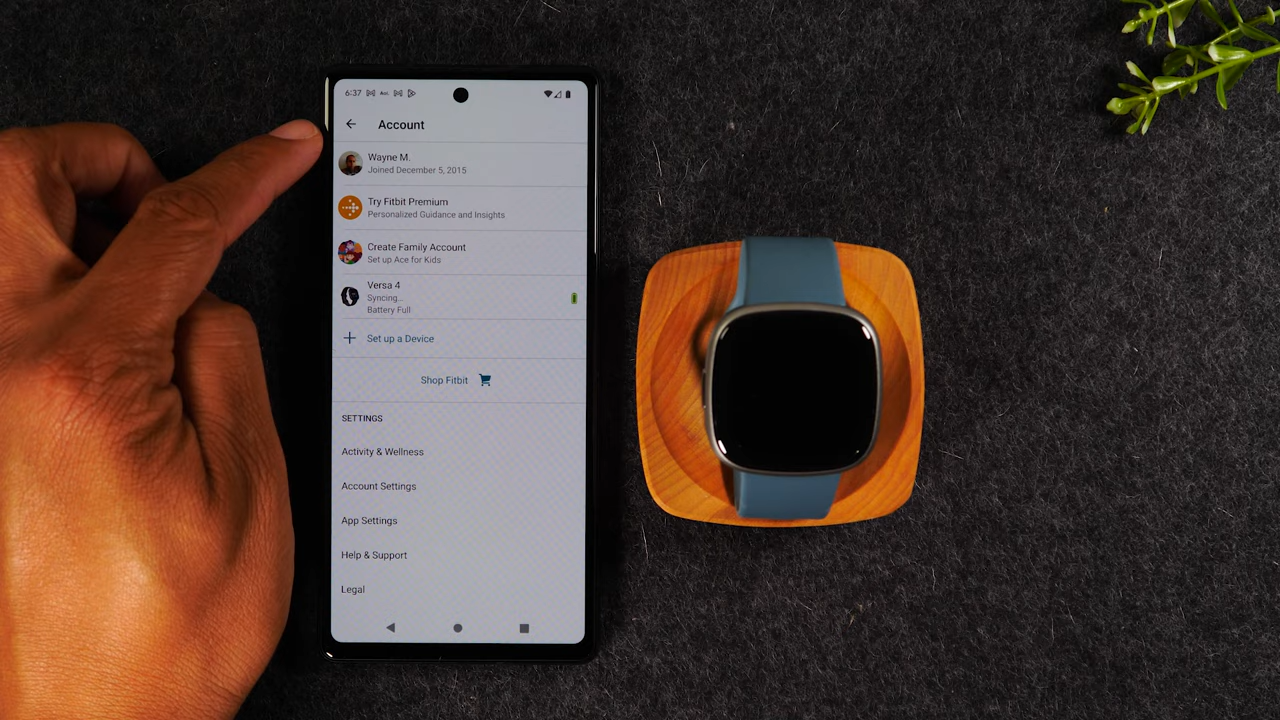 6:37
Account
Wayne M.
Joined December 5, 2015
Try Fitbit Premium
Personalized Guidance and Insights
Create Family Account
Set up Ace for Kids
Versa 4
Syncing...
Battery Full
Set up a Device
Shop Fitbit
SETTINGS
Activity & Wellness
Account Settings
App Settings
Help & Support
Legal